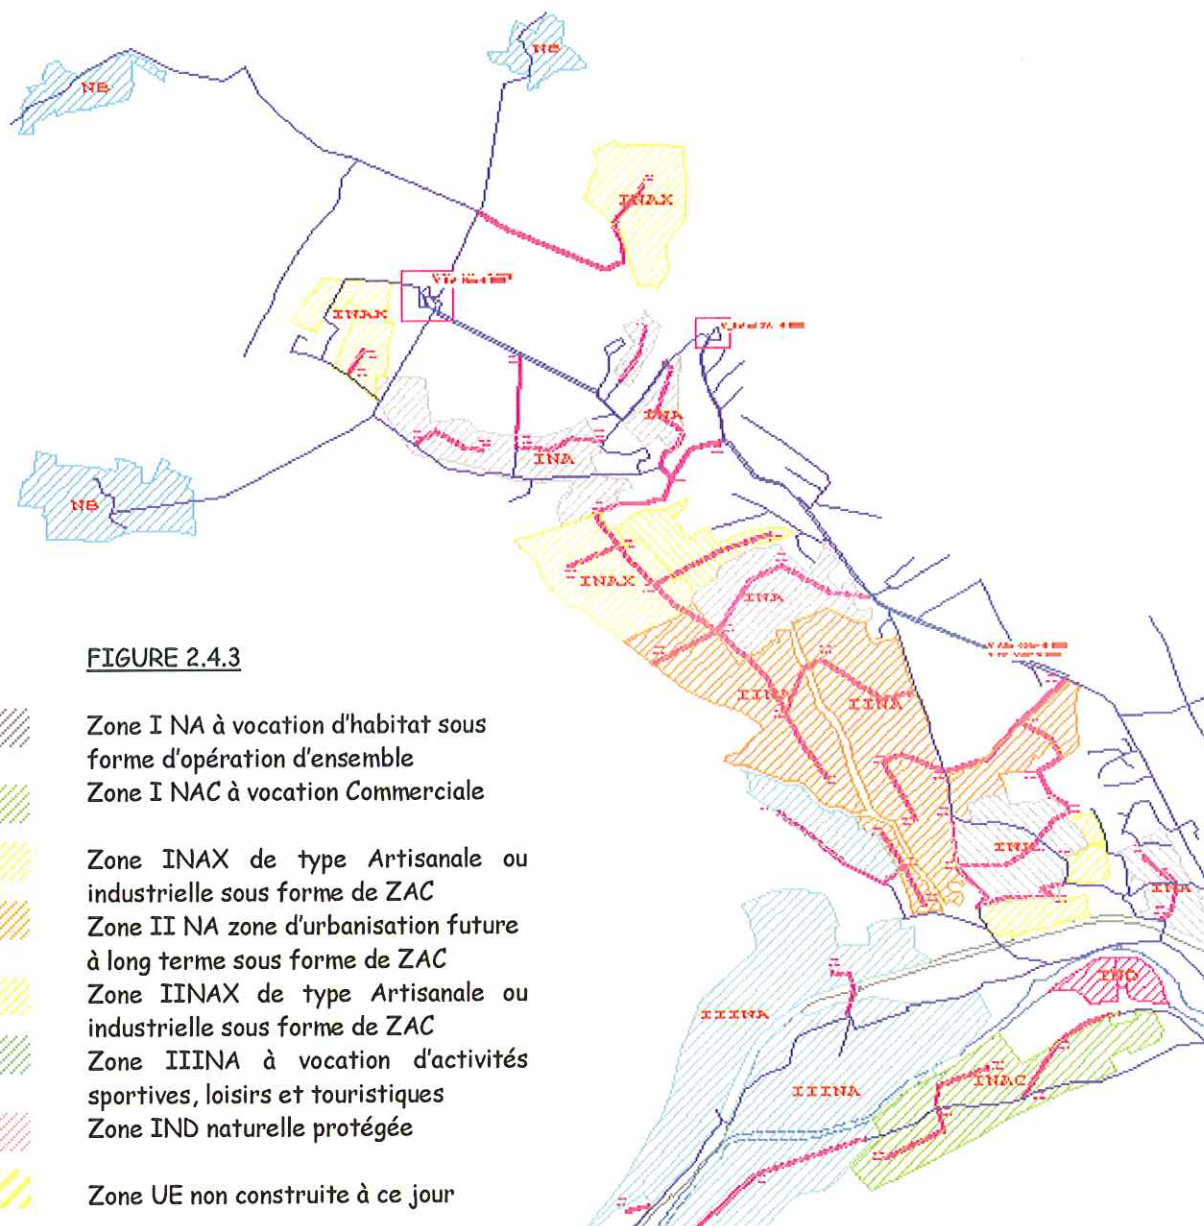 NB
NB
INAX
INAX
INA
INA
NB
INAX
INA
IINA
FIGURE 2.4.3
Zone I NA à vocation d'habitat sous
forme d'opération d'ensemble
Zone I NAC à vocation Commerciale
Zone INAX de type Artisanale ou
industrielle sous forme de ZAC
Zone II NA zone d'urbanisation future
à long terme sous forme de ZAC
Zone IINAX de type Artisanale ou
industrielle sous forme de ZAC
Zone IIINA à vocation d'activités
sportives, loisirs et touristiques
Zone IND naturelle protégée
Zone UE non construite à ce jour
INA
IND
IIINA
IIINA
INAC